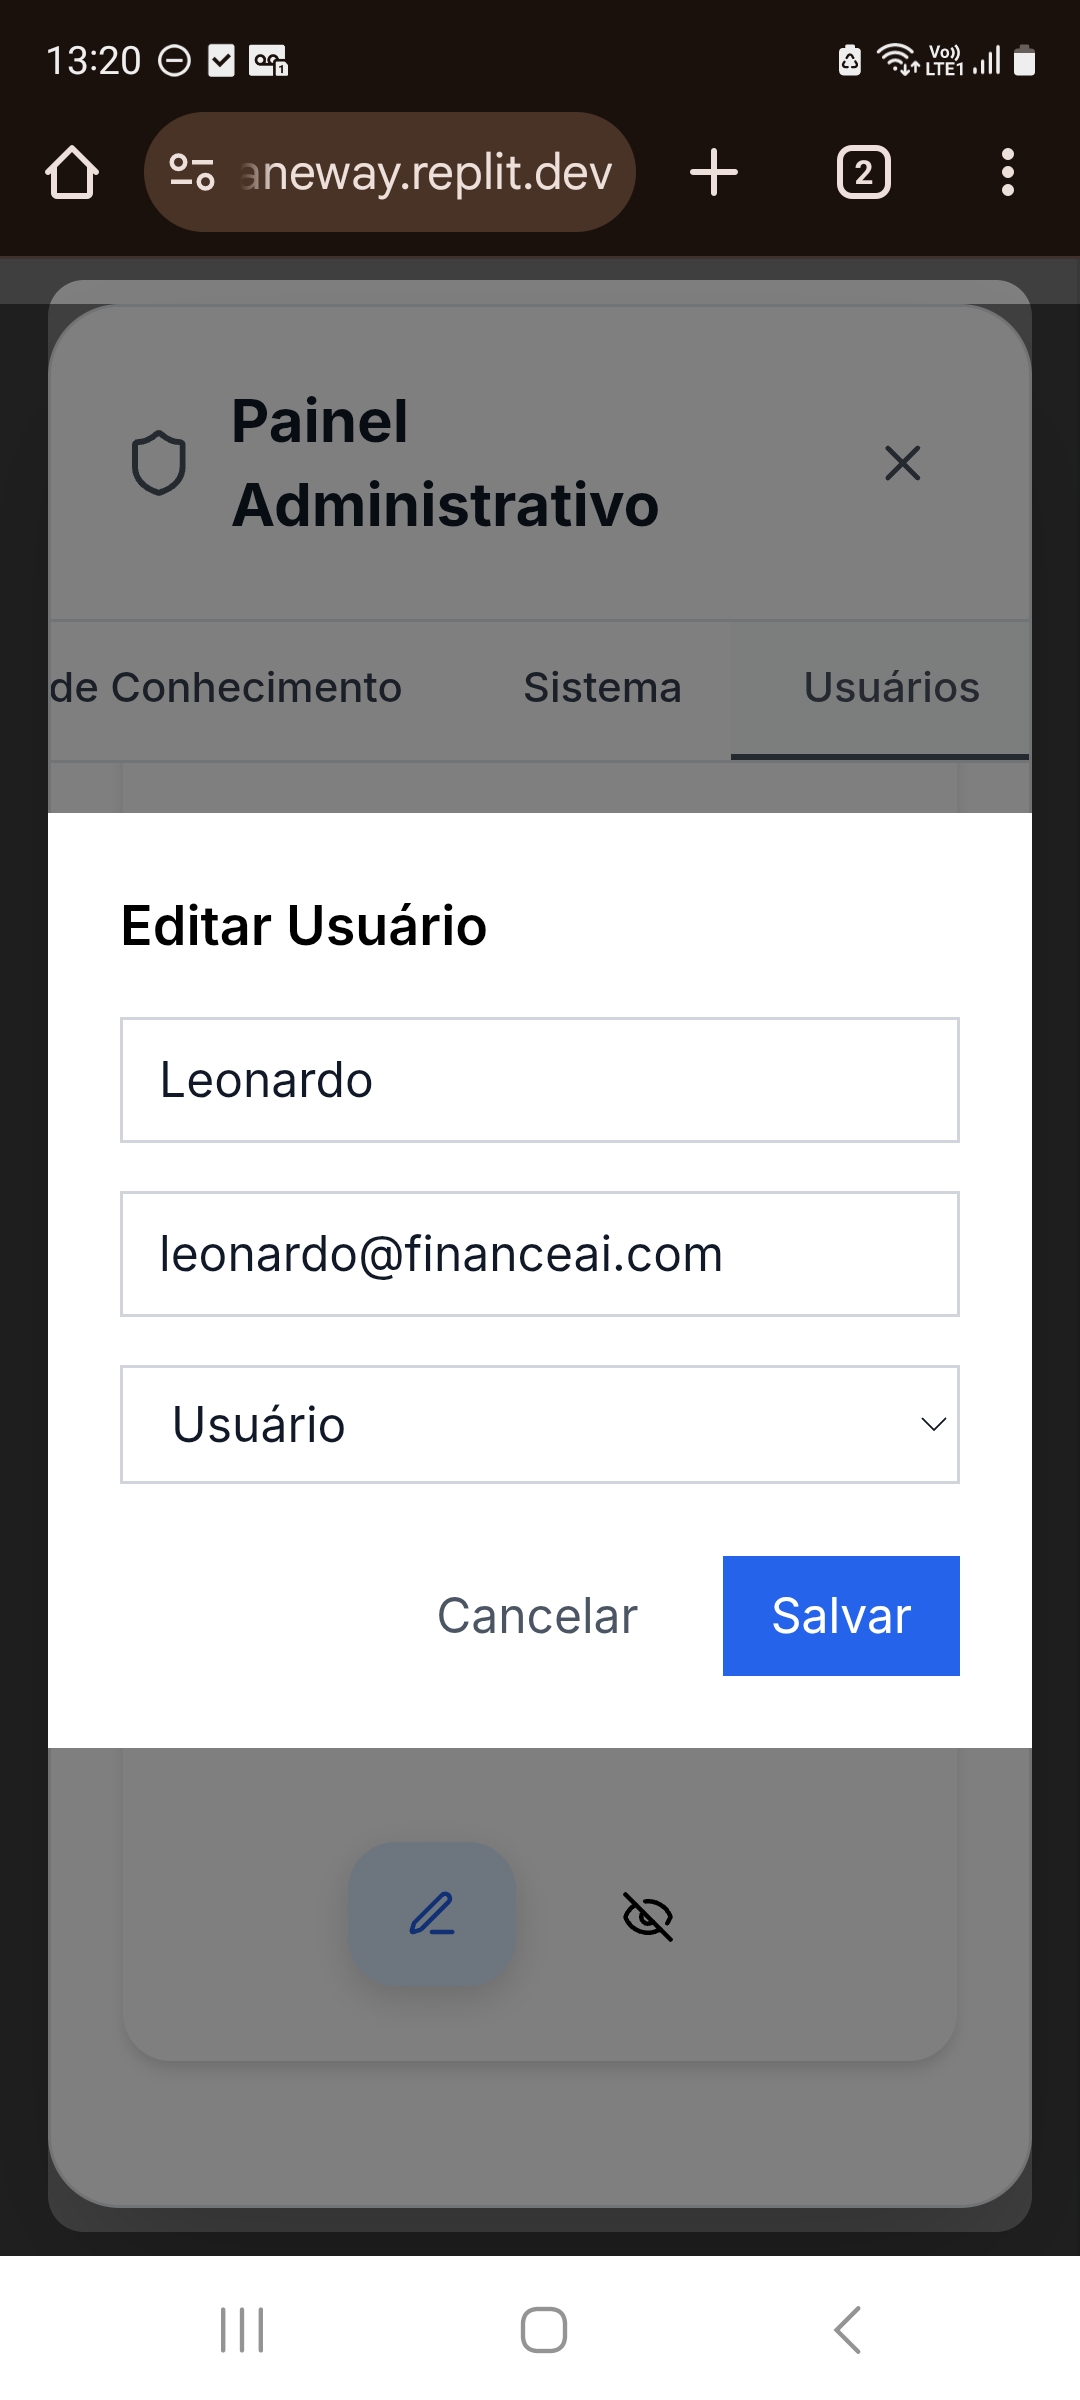 13:20
Vo))
LTE1
aneway.replit.dev
2
Painel
Administrativo
de Conhecimento
Sistema
Usuários
Editar Usuário
Leonardo
leonardo@financeai.com
Usuário
Cancelar
Salvar